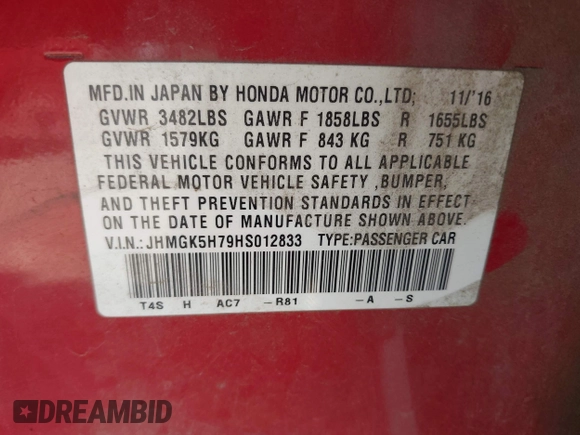 MFD.IN JAPAN BY HONDA MOTOR CO.,LTD; 11/'16
GVWR 3482LBS GAWR F 1858LBS R 1655LBS
GVWR 1579KG GAWR F 843 KG R 751 KG
THIS VEHICLE CONFORMS TO ALL APPLICABLE
FEDERAL MOTOR VEHICLE SAFETY ,BUMPER,
AND THEFT PREVENTION STANDARDS IN EFFECT
ON THE DATE OF MANUFACTURE SHOWN ABOVE.
V.I.N.: JHMGK5H79HS012833 TYPE:PASSENGER CAR
T4S H AC7 -R81 -A -S
DREAMBID